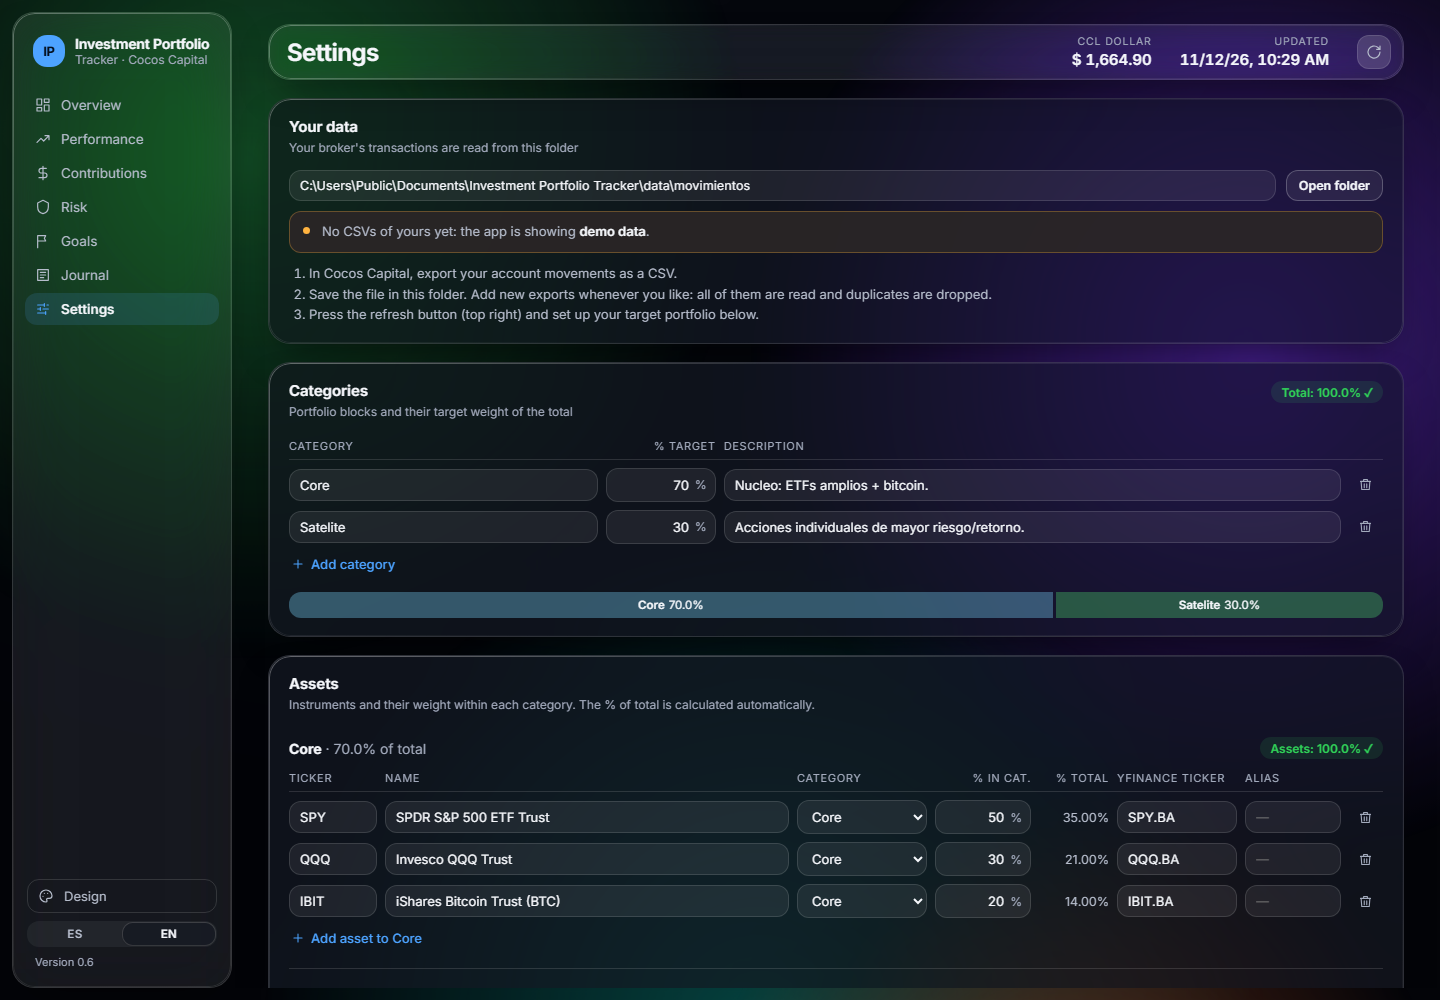 IP
Investment Portfolio
Tracker · Cocos Capital
Overview
Performance
Contributions
Risk
Goals
Journal
Settings
Design
ES EN
Version 0.6
Settings
CCL DOLLAR
$ 1,664.90
UPDATED
11/12/26, 10:29 AM
Your data
Your broker's transactions are read from this folder
C:\Users\Public\Documents\Investment Portfolio Tracker\data\movimientos
Open folder
No CSVs of yours yet: the app is showing demo data.
1. In Cocos Capital, export your account movements as a CSV.
2. Save the file in this folder. Add new exports whenever you like: all of them are read and duplicates are dropped.
3. Press the refresh button (top right) and set up your target portfolio below.
Categories
Total: 100.0% ✓
Portfolio blocks and their target weight of the total
CATEGORY % TARGET DESCRIPTION
Core 70 % Nucleo: ETFs amplios + bitcoin.
Satelite 30 % Acciones individuales de mayor riesgo/retorno.
+ Add category
Core 70.0% Satelite 30.0%
Assets
Instruments and their weight within each category. The % of total is calculated automatically.
Core · 70.0% of total
Assets: 100.0% ✓
TICKER NAME CATEGORY % IN CAT. % TOTAL YFINANCE TICKER ALIAS
SPY SPDR S&P 500 ETF Trust Core 50 % 35.00% SPY.BA —
QQQ Invesco QQQ Trust Core 30 % 21.00% QQQ.BA —
IBIT iShares Bitcoin Trust (BTC) Core 20 % 14.00% IBIT.BA —
+ Add asset to Core